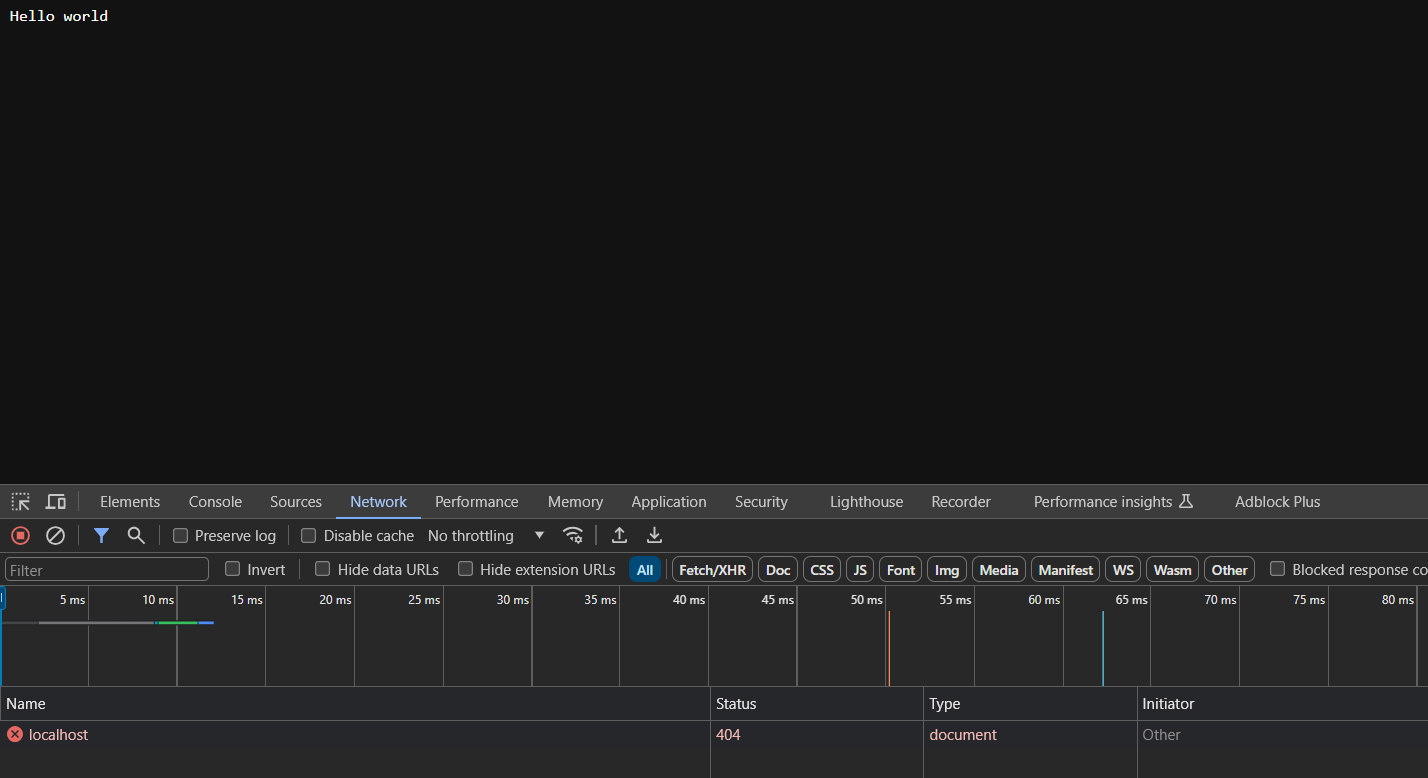 Hello world
Elements Console Sources Network Performance Memory Application Security Lighthouse Recorder Performance insights Adblock Plus
Preserve log Disable cache No throttling
Filter Invert Hide data URLs Hide extension URLs All Fetch/XHR Doc CSS JS Font Img Media Manifest WS Wasm Other Blocked response co
5 ms 10 ms 15 ms 20 ms 25 ms 30 ms 35 ms 40 ms 45 ms 50 ms 55 ms 60 ms 65 ms 70 ms 75 ms 80 ms
Name Status Type Initiator
localhost 404 document Other